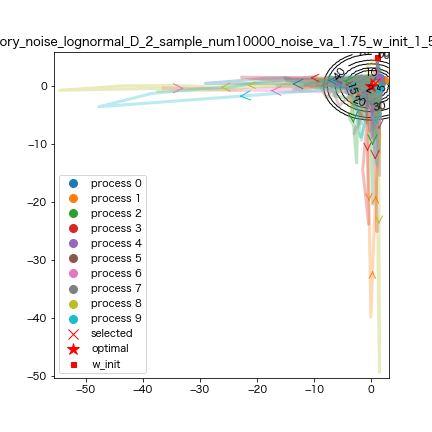 ory_noise_lognormal_D_2_sample_num10000_noise_va_1.75_w_init_1_5
0
−10
−20
−30
−40
−50
−50
−40
−30
−20
−10
0
process 0
process 1
process 2
process 3
process 4
process 5
process 6
process 7
process 8
process 9
selected
optimal
w_init